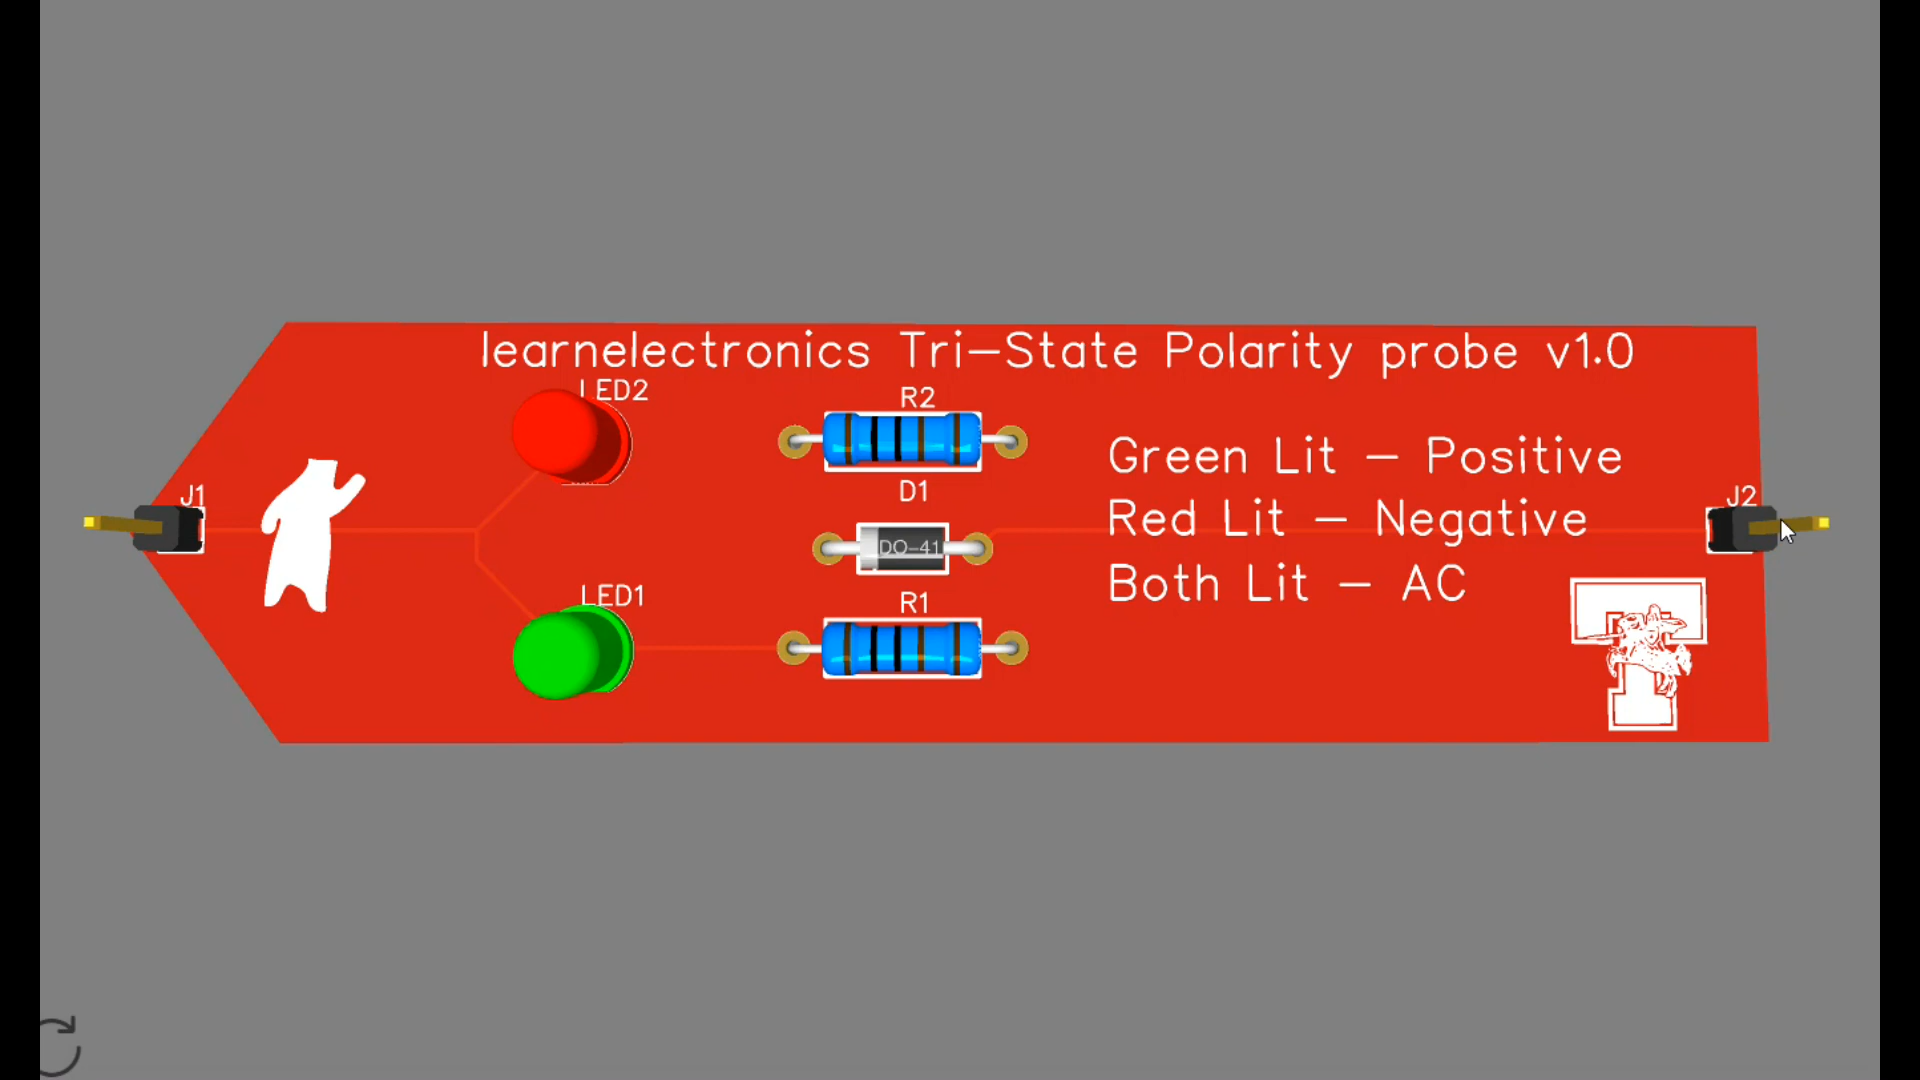 learnelectronics Tri-State Polarity probe v1.0
LED2
R2
Green Lit - Positive
D1
J1
J2
Red Lit - Negative
DO-41
Both Lit - AC
LED1
R1